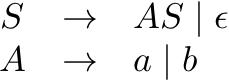 S → AS | ϵ
A → a | b